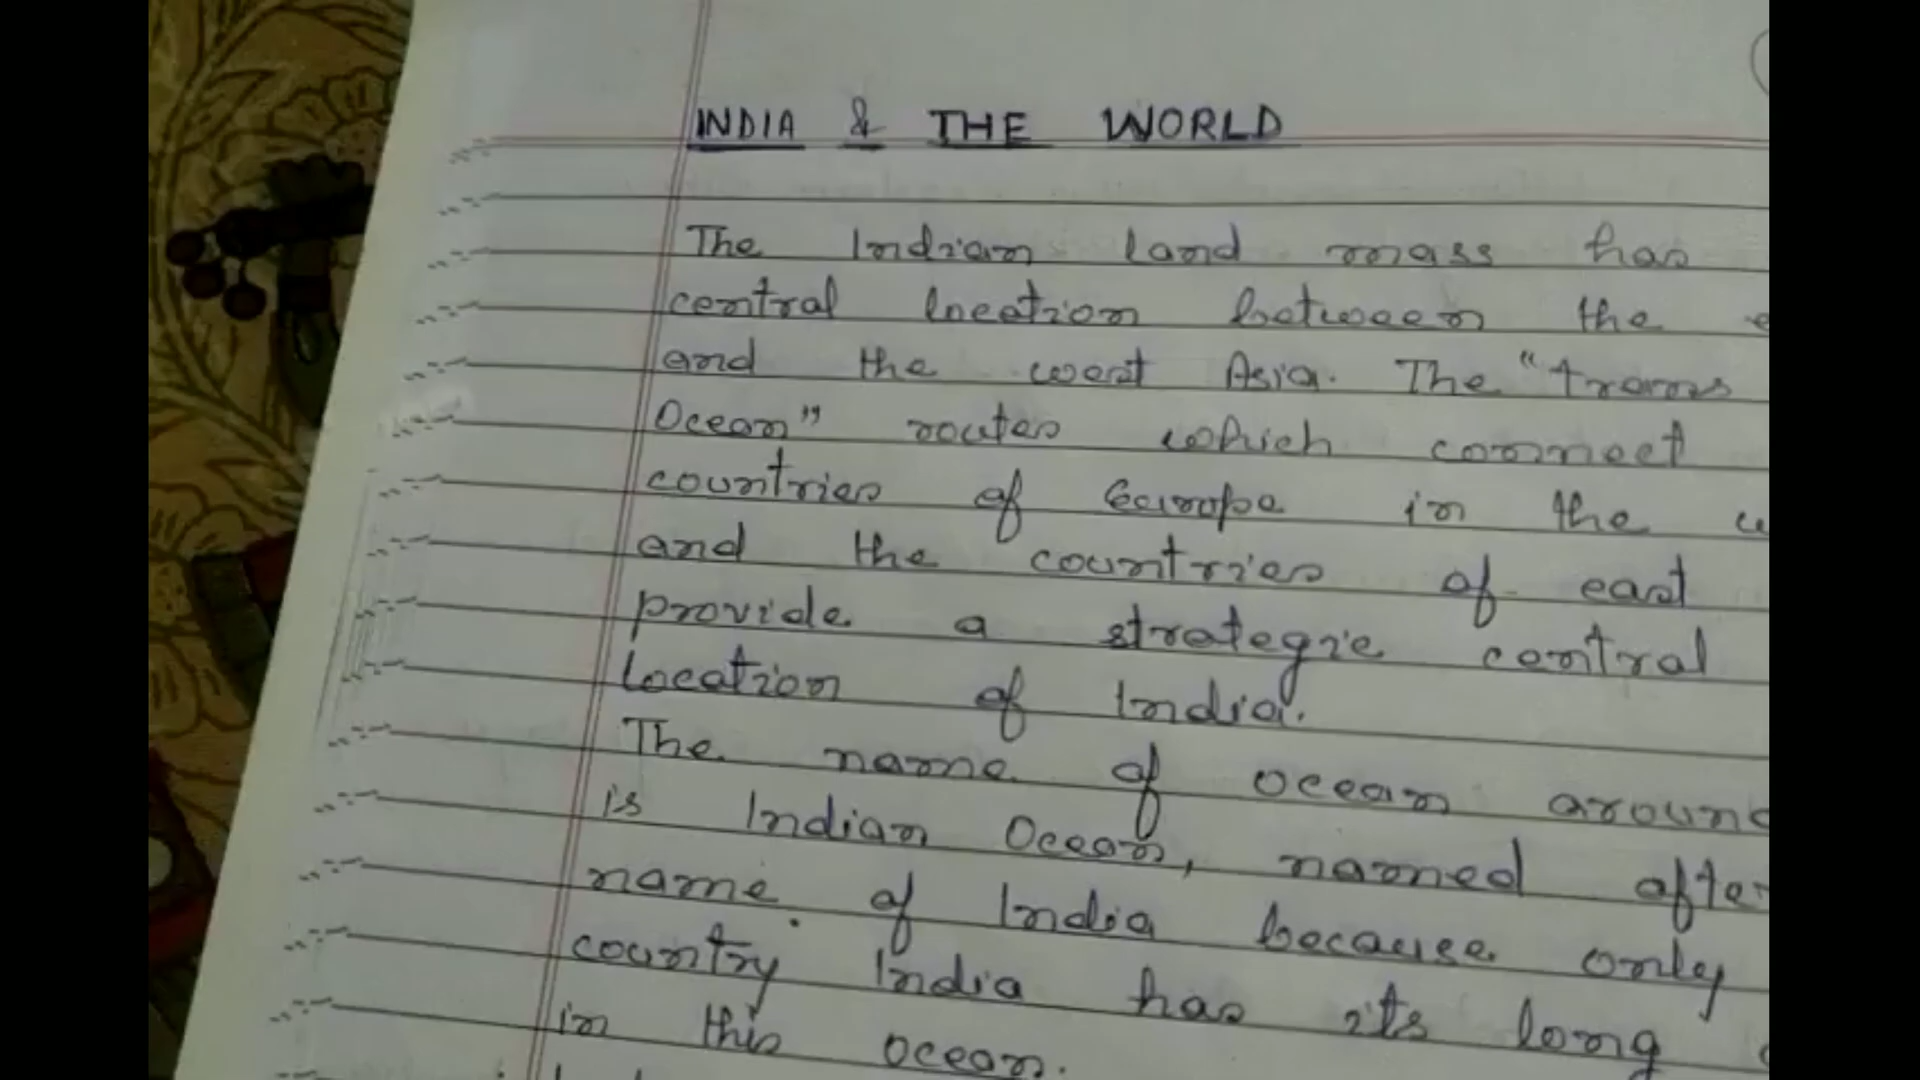 INDIA & THE WORLD
The Indian land mass has
central location between the
and the west Asia. The "trans
Ocean" routes which connect
countries of Europe in the
and the countries of east
provide a strategic central
location of India.
The name of ocean around
is Indian Ocean, named after
name of India because only
country India has its long
in this ocean.